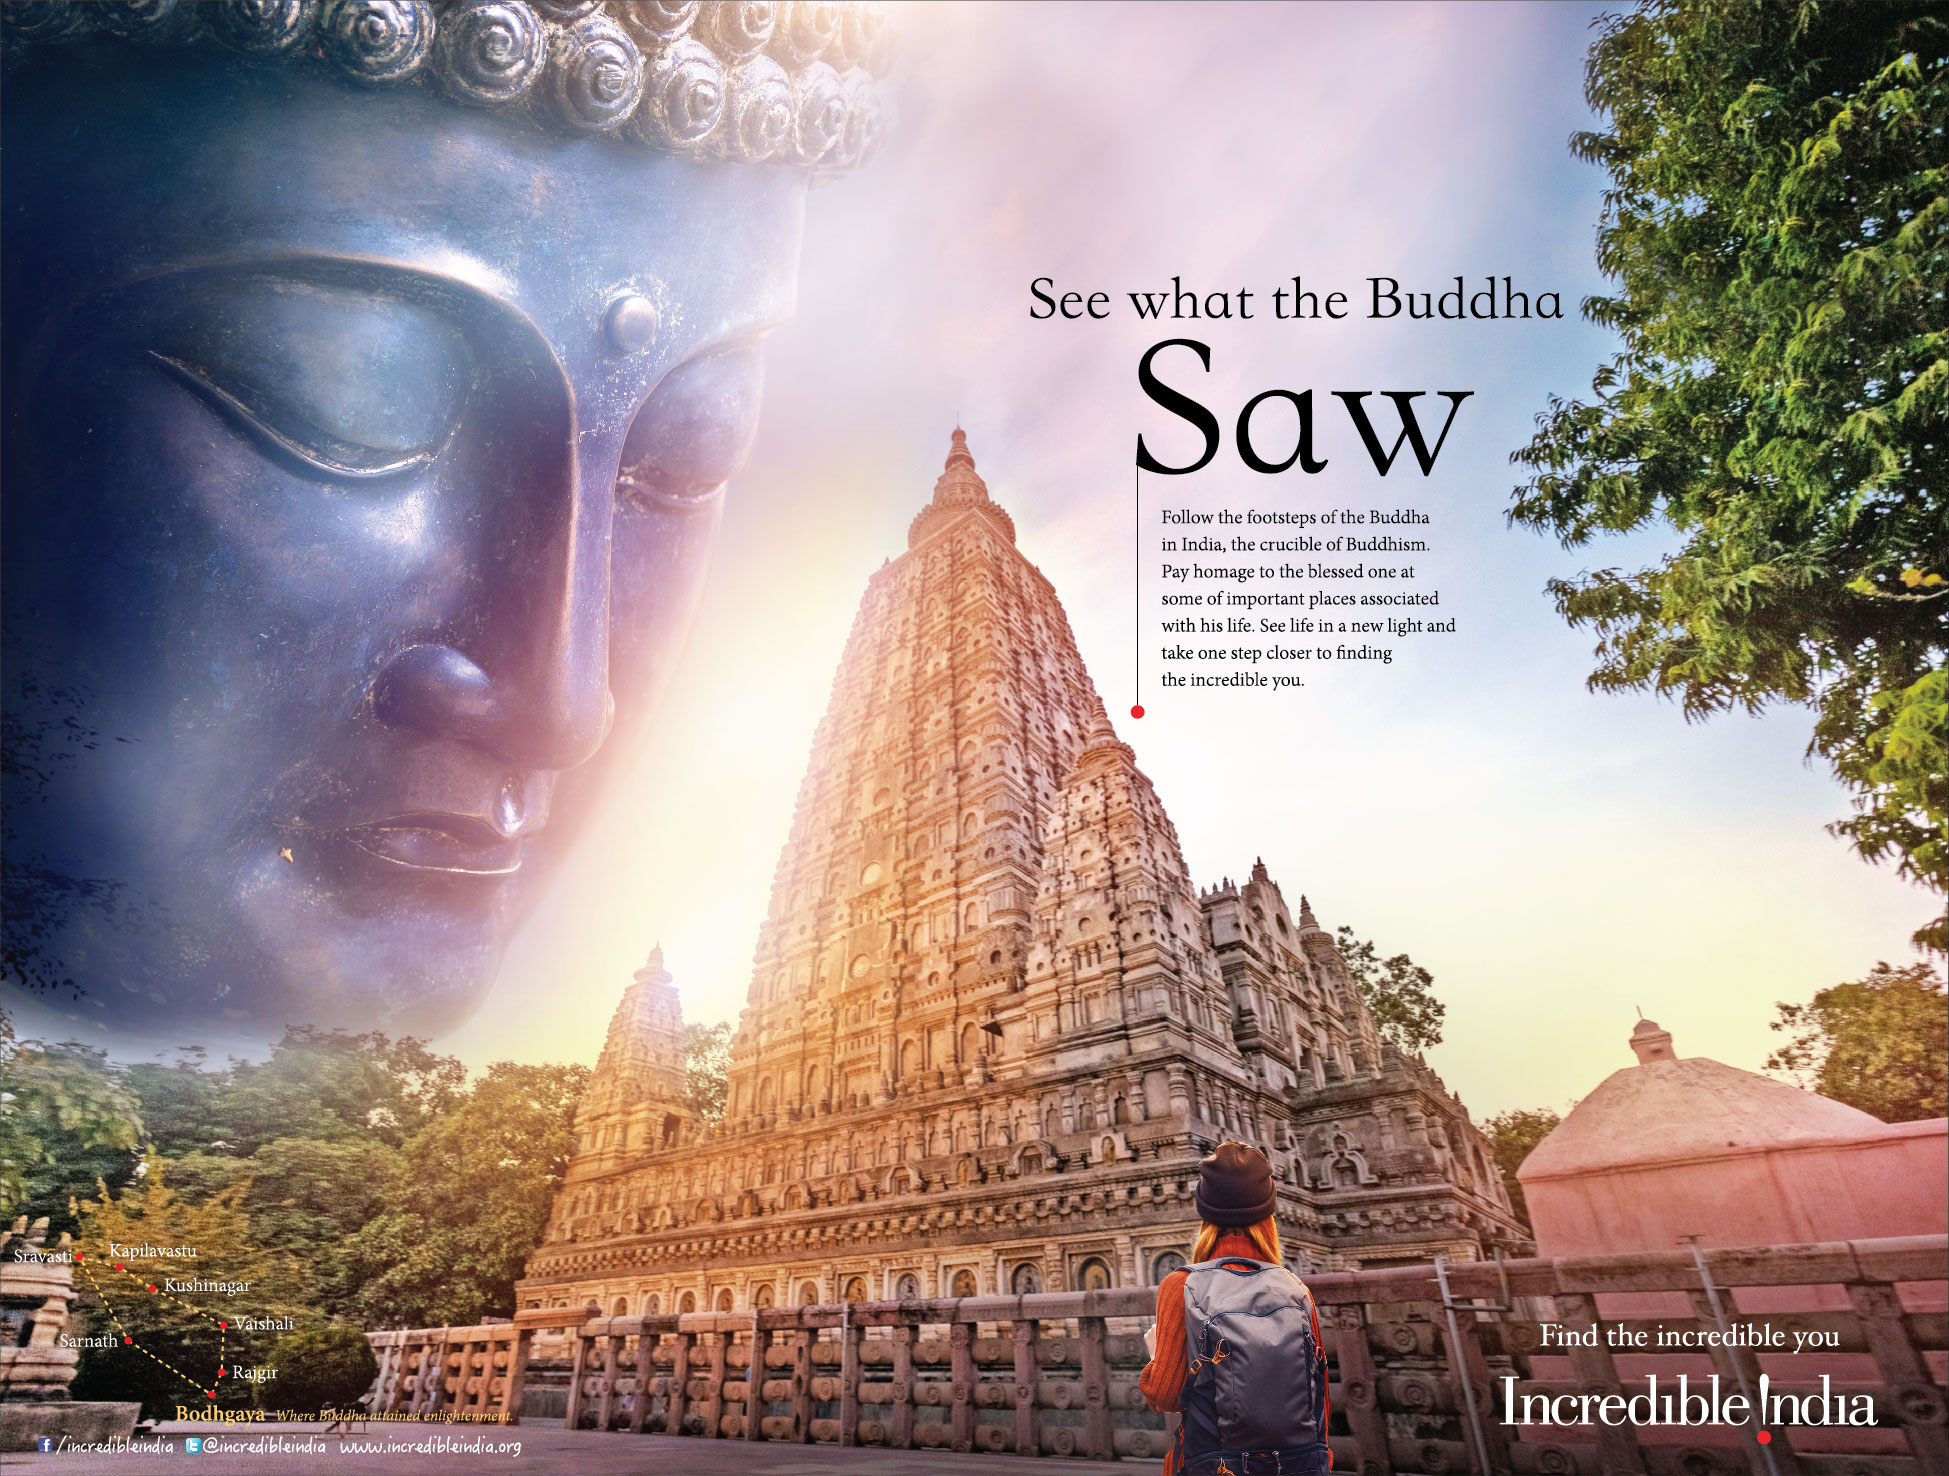 See what the Buddha
Saw
Follow the footsteps of the Buddha
in India, the crucible of Buddhism.
Pay homage to the blessed one at
some of important places associated
with his life. See life in a new light and
take one step closer to finding
the incredible you.
Sravasti
Kapilavastu
Kushinagar
Vaishali
Sarnath
Rajgir
Bodhgaya Where Buddha attained enlightenment.
f/incredibleindia @incredibleindia www.incredibleindia.org
Find the incredible you
Incredible !ndia